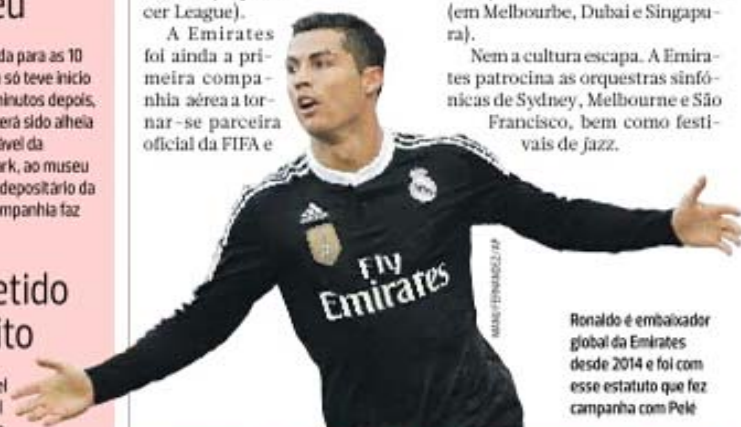 da para as 10
só teve início
minutos depois,
erá sido alheia
ável da
ark, ao museu
depositário da
mpanhia faz
etido
ito
cer League).
A Emirates
foi ainda a pri-
meira compa-
nhia aérea a tor-
nar-se parceira
oficial da FIFA e
(em Melbourbe, Dubai e Singapu-
ra).
Nem a cultura escapa. A Emira-
tes patrocina as orquestras sinfó-
nicas de Sydney, Melbourne e São
Francisco, bem como festi-
vais de jazz.
Fly
Emirates
Ronaldo é embaixador
global da Emirates
desde 2014 e foi com
esse estatuto que fez
campanha com Pelé